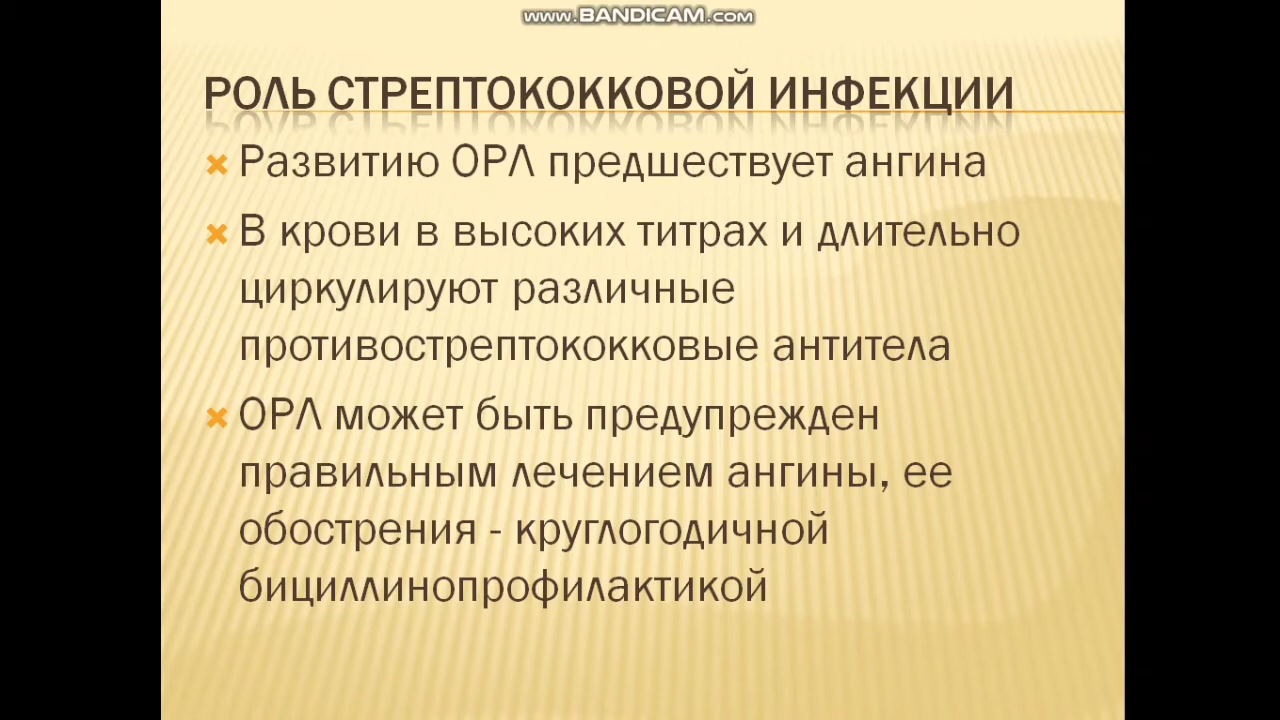 www.BANDICAM.com
РОЛЬ СТРЕПТОКОККОВОЙ ИНФЕКЦИИ
Развитию ОРЛ предшествует ангина
В крови в высоких титрах и длительно
циркулируют различные
противострептококковые антитела
ОРЛ может быть предупрежден
правильным лечением ангины, ее
обострения - круглогодичной
бициллинопрофилактикой